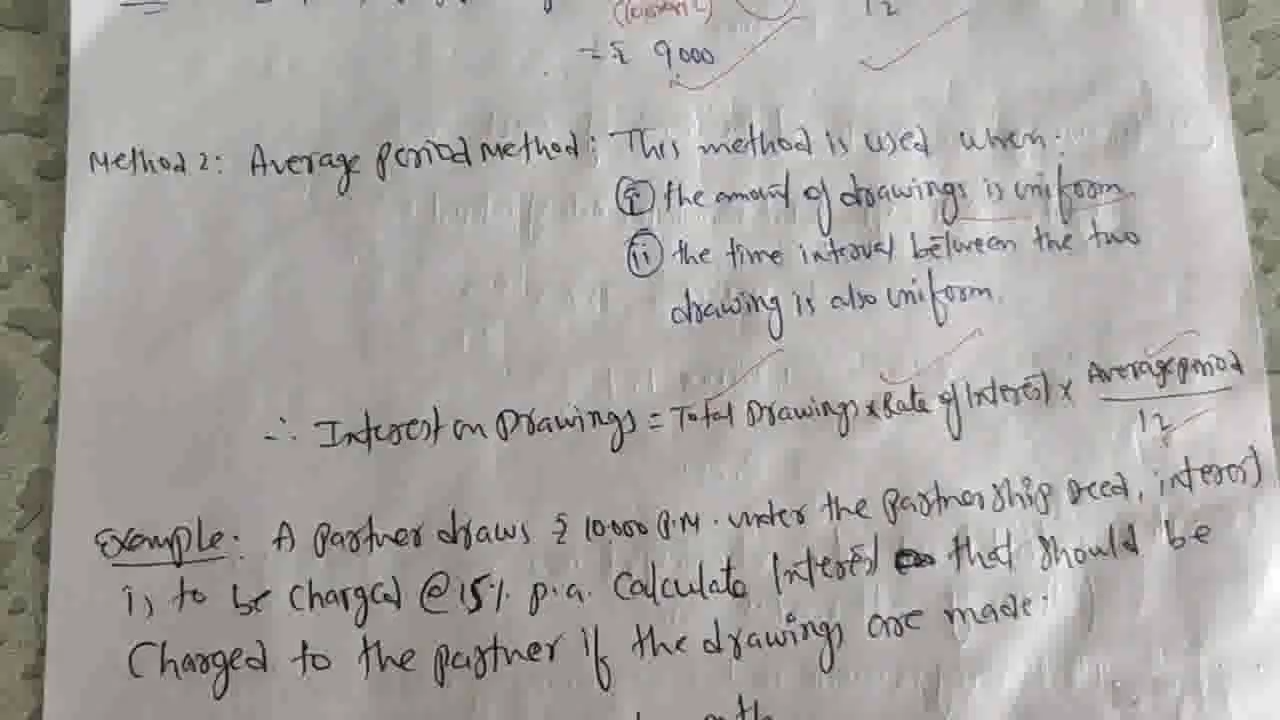 12
= ₹ 9000
Method 2: Average Period Method: This method is used when:
(i) the amount of drawings is uniform.
(ii) the time interval between the two
drawing is also uniform.
∴ Interest on Drawings = Total Drawings x Rate of Interest x Average period
12
Example: A Partner draws ₹ 10000 P.M. under the partnership deed, interest
is to be charged @ 15% p.a. Calculate Interest that should be
Charged to the partner if the drawings are made: